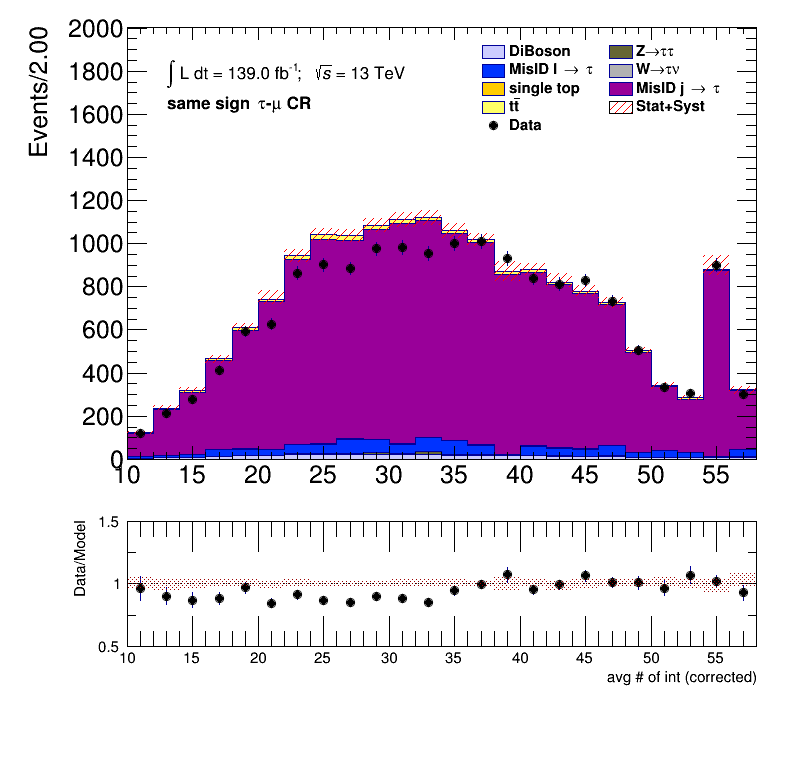 Events/2.00
2000
1800
1600
1400
1200
1000
800
600
400
200
0
∫ L dt = 139.0 fb⁻¹; √s = 13 TeV
same sign τ-μ CR
DiBoson
MisID l → τ
single top
tt̄
Data
Z→ττ
W→τν
MisID j → τ
Stat+Syst
10 15 20 25 30 35 40 45 50 55
Data/Model
1.5
1
0.5
10 15 20 25 30 35 40 45 50 55
avg # of int (corrected)